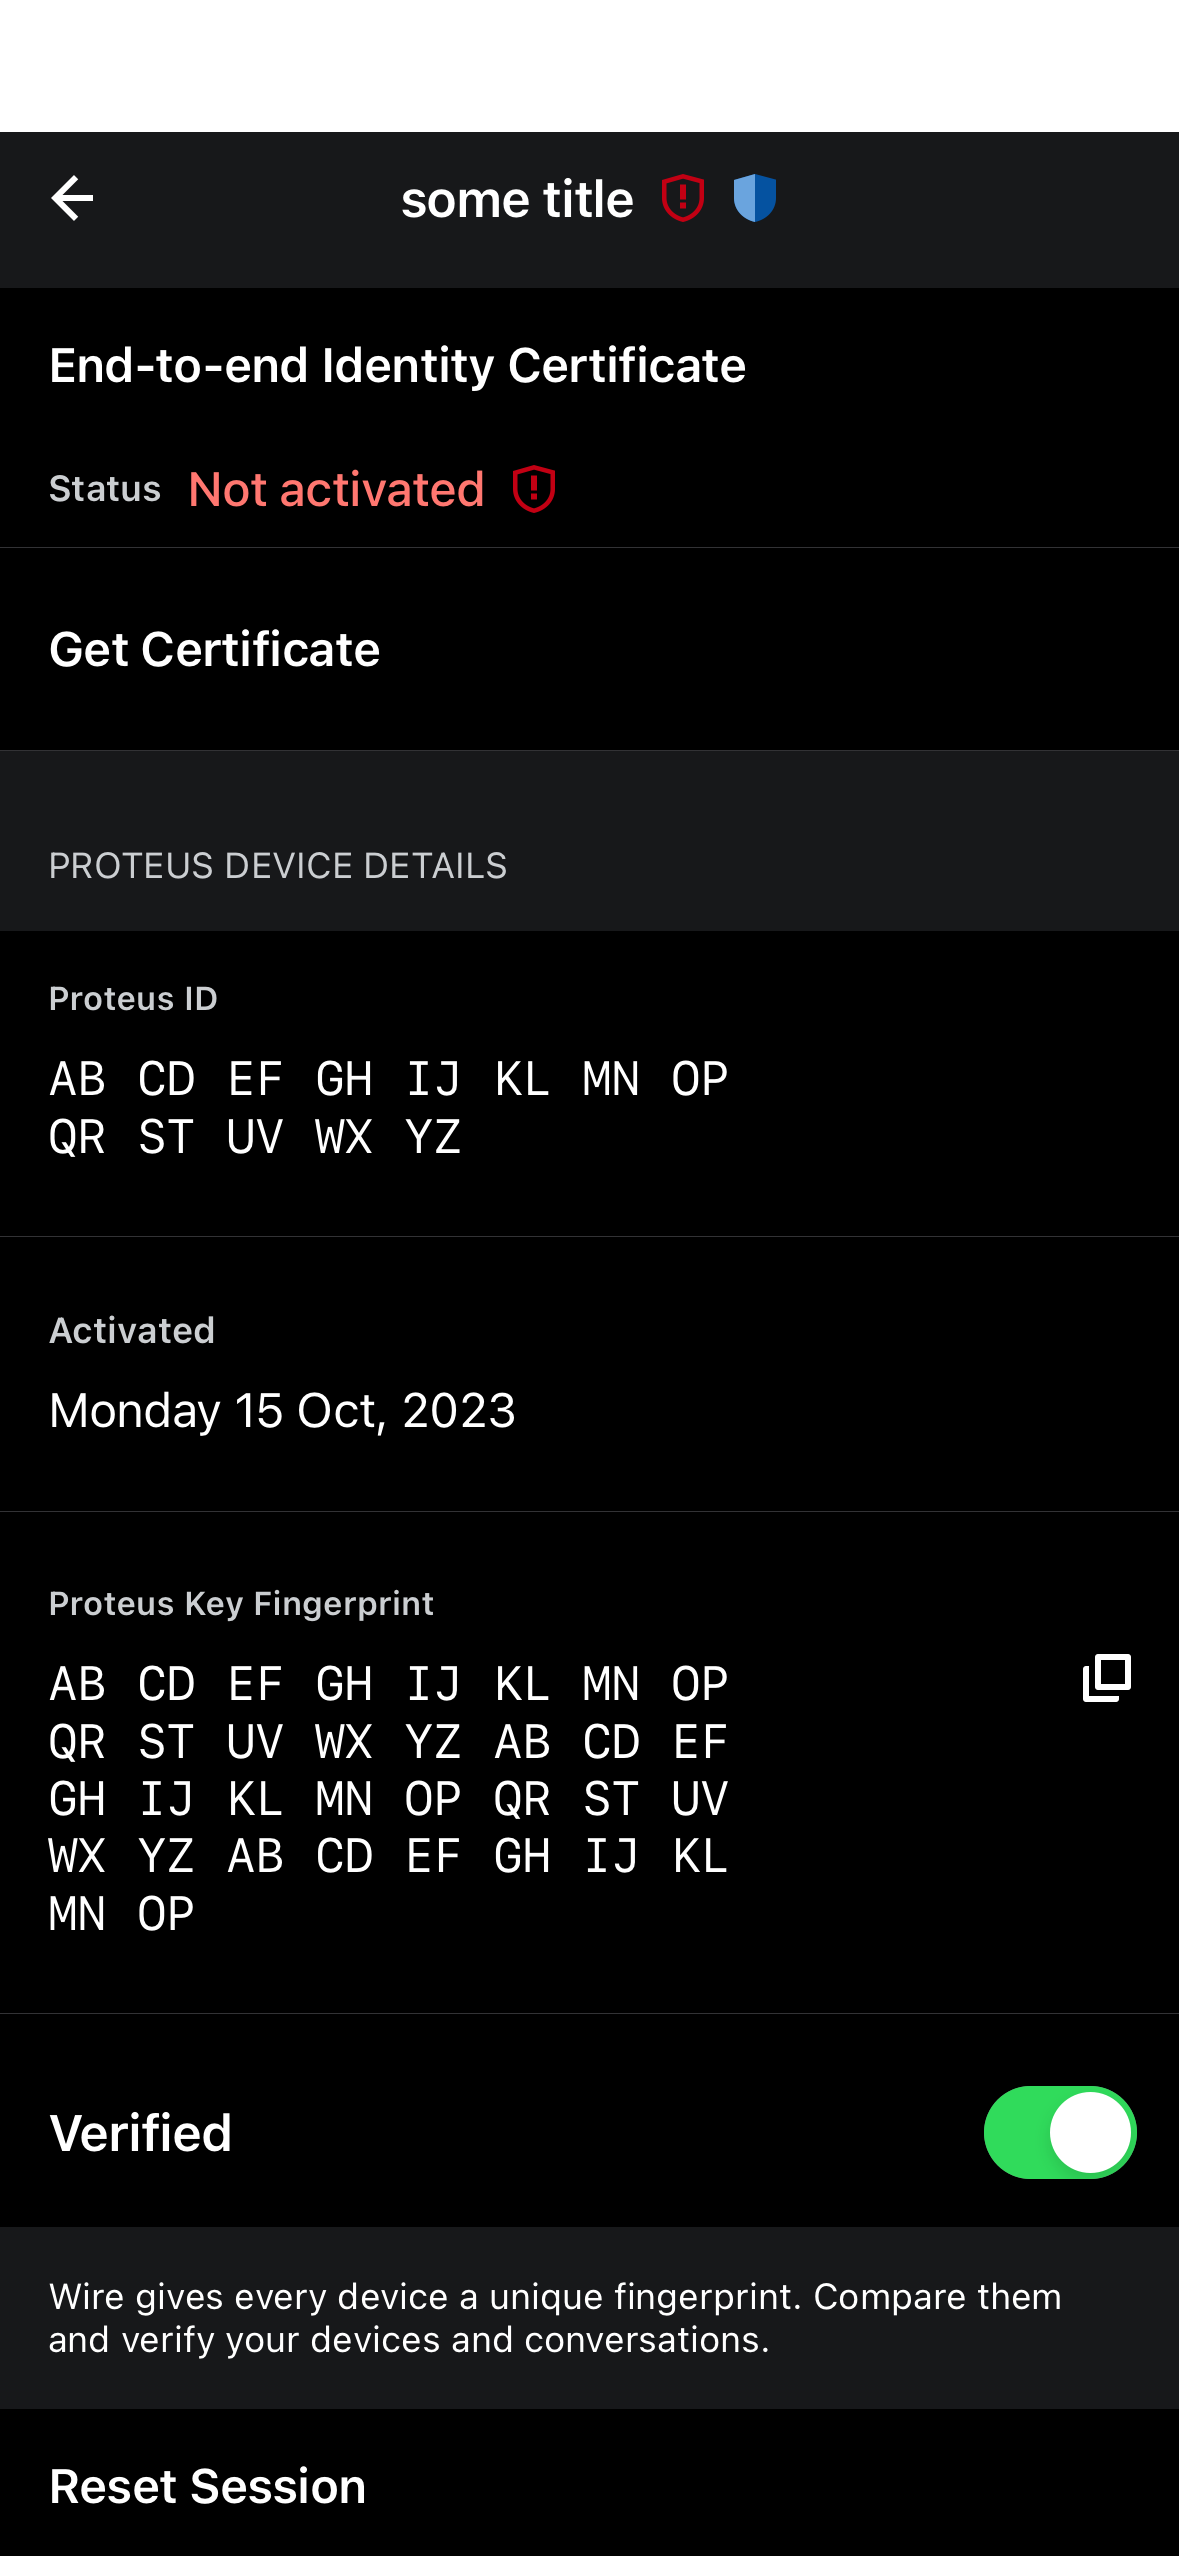 some title
End-to-end Identity Certificate
Status Not activated
Get Certificate
PROTEUS DEVICE DETAILS
Proteus ID
AB CD EF GH IJ KL MN OP
QR ST UV WX YZ
Activated
Monday 15 Oct, 2023
Proteus Key Fingerprint
AB CD EF GH IJ KL MN OP
QR ST UV WX YZ AB CD EF
GH IJ KL MN OP QR ST UV
WX YZ AB CD EF GH IJ KL
MN OP
Verified
Wire gives every device a unique fingerprint. Compare them
and verify your devices and conversations.
Reset Session